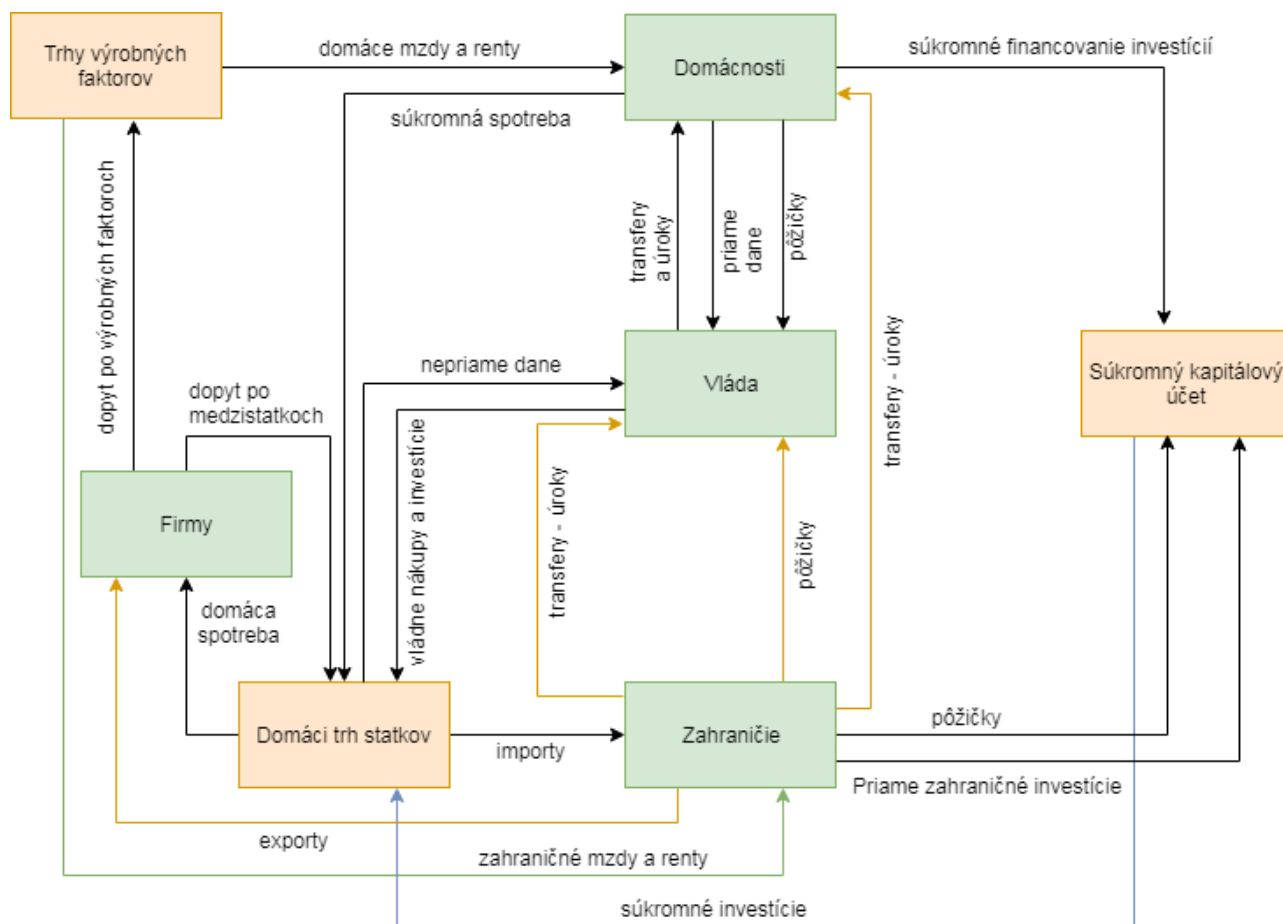 Trhy výrobných
faktorov
domáce mzdy a renty
Domácnosti
súkromné financovanie investícií
súkromná spotreba
dopyt po výrobných faktoroch
transfery
a úroky
priame
dane
pôžičky
transfery - úroky
nepriame dane
Vláda
Súkromný kapitálový
účet
dopyt po
medzistatkoch
vládne nákupy a investície
transfery - úroky
pôžičky
Firmy
domáca
spotreba
Domáci trh statkov
importy
Zahraničie
pôžičky
Priame zahraničné investície
exporty
zahraničné mzdy a renty
súkromné investície